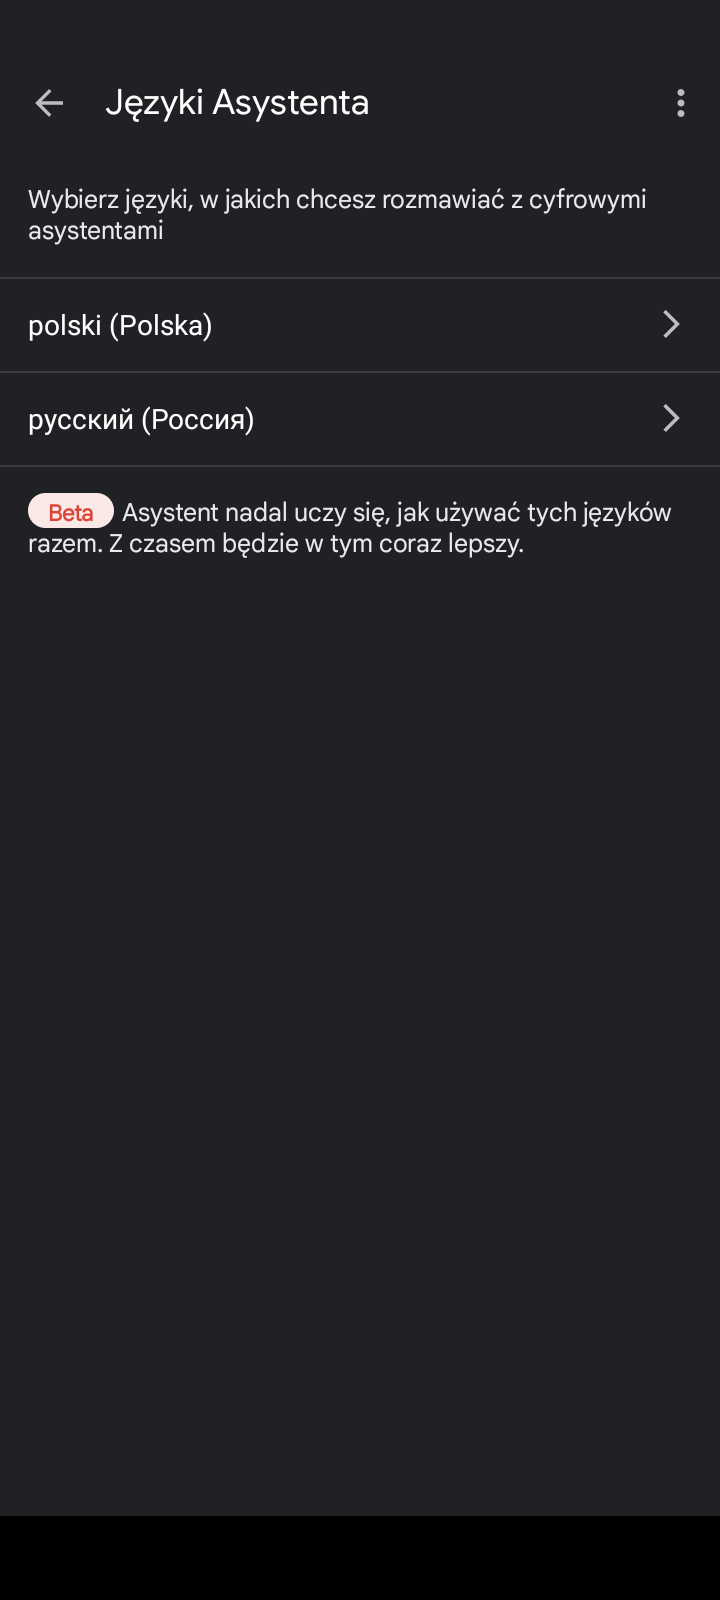 Języki Asystenta
Wybierz języki, w jakich chcesz rozmawiać z cyfrowymi
asystentami
polski (Polska)
русский (Россия)
Beta Asystent nadal uczy się, jak używać tych języków
razem. Z czasem będzie w tym coraz lepszy.